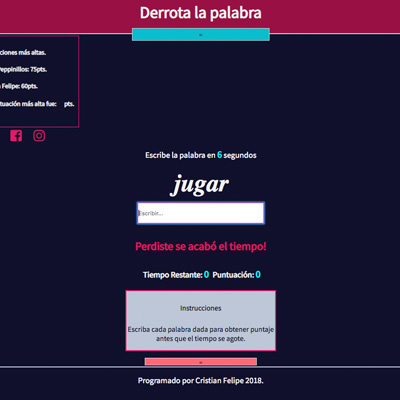 Derrota la palabra
ciones más altas.
Peppinillos: 75pts.
Felipe: 60pts.
tuación más alta fue: pts.
Escribe la palabra en 6 segundos
jugar
Escribir...
Perdiste se acabó el tiempo!
Tiempo Restante: 0 Puntuación: 0
Instrucciones
Escriba cada palabra dada para obtener puntaje
antes que el tiempo se agote.
Programado por Cristian Felipe 2018.